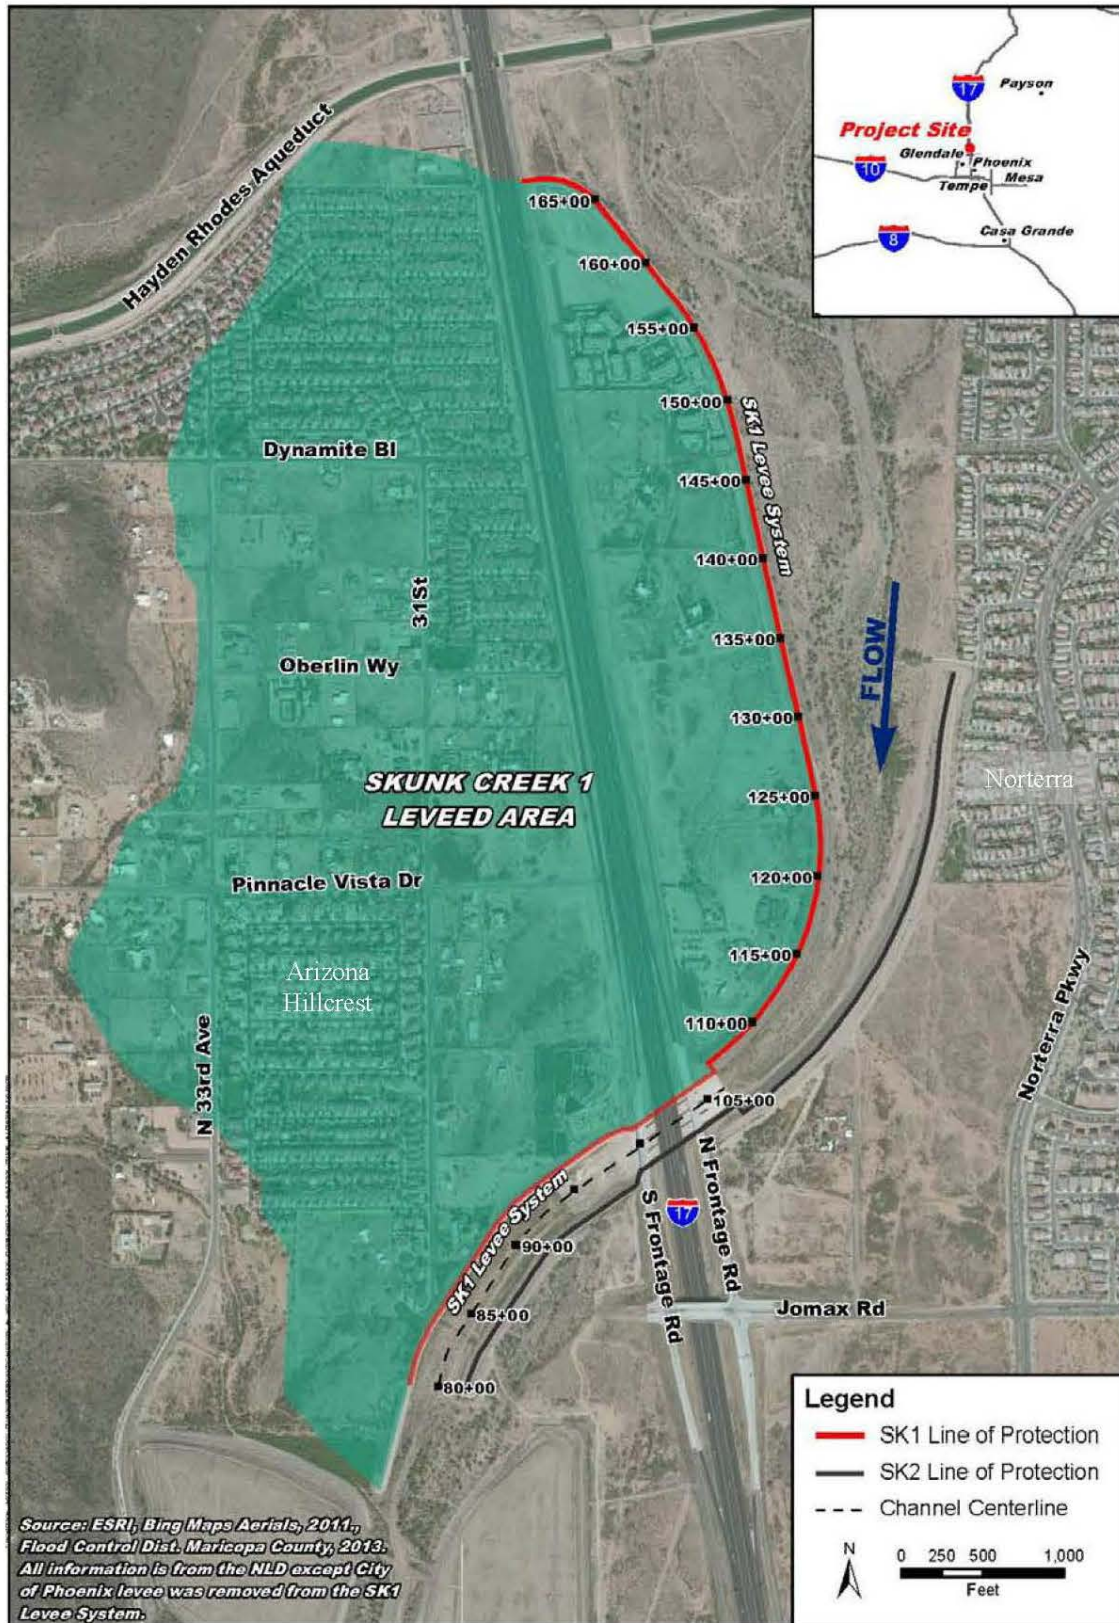 Hayden Rhodes Aqueduct
17
Payson
Project Site
Glendale
Phoenix
10
Mesa
Tempe
8
Casa Grande
165+00
160+00
155+00
150+00
SK1 Levee System
Dynamite Bl
145+00
140+00
31St
135+00
FLOW
Oberlin Wy
130+00
Norterra
SKUNK CREEK 1
LEVEED AREA
125+00
Pinnacle Vista Dr
120+00
Arizona
Hillcrest
115+00
110+00
N 33rd Ave
Norterra Pkwy
105+00
SK1 Levee System
N Frontage Rd
S Frontage Rd
17
90+00
85+00
Jomax Rd
80+00
Legend
SK1 Line of Protection
SK2 Line of Protection
Channel Centerline
N
0 250 500 1,000
Feet
Source: ESRI, Bing Maps Aerials, 2011.,
Flood Control Dist. Maricopa County, 2013.
All information is from the NLD except City
of Phoenix levee was removed from the SK1
Levee System.